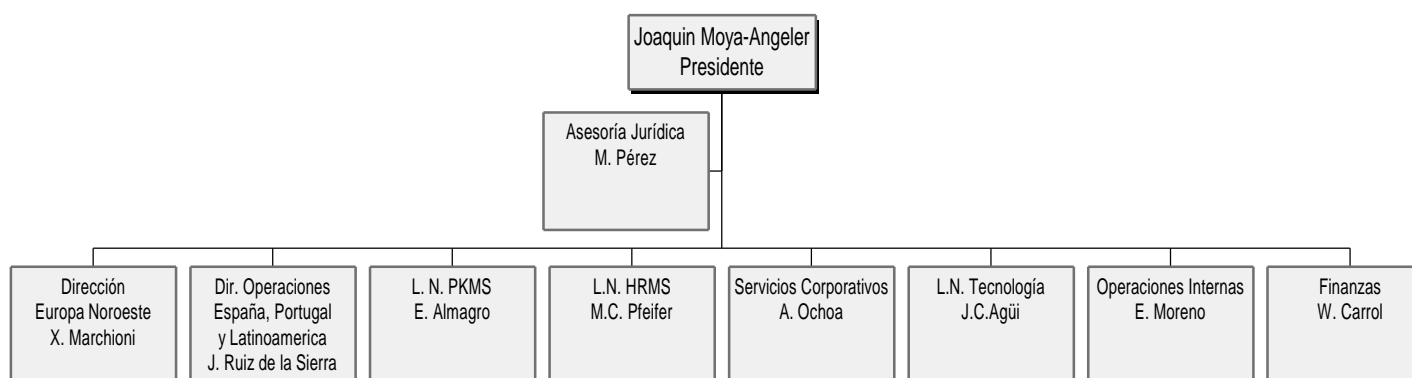 Joaquin Moya-Angeler
Presidente
Asesoría Jurídica
M. Pérez
Dirección
Europa Noroeste
X. Marchioni
Dir. Operaciones
España, Portugal
y Latinoamerica
J. Ruiz de la Sierra
L. N. PKMS
E. Almagro
L.N. HRMS
M.C. Pfeifer
Servicios Corporativos
A. Ochoa
L.N. Tecnología
J.C.Agüi
Operaciones Internas
E. Moreno
Finanzas
W. Carrol